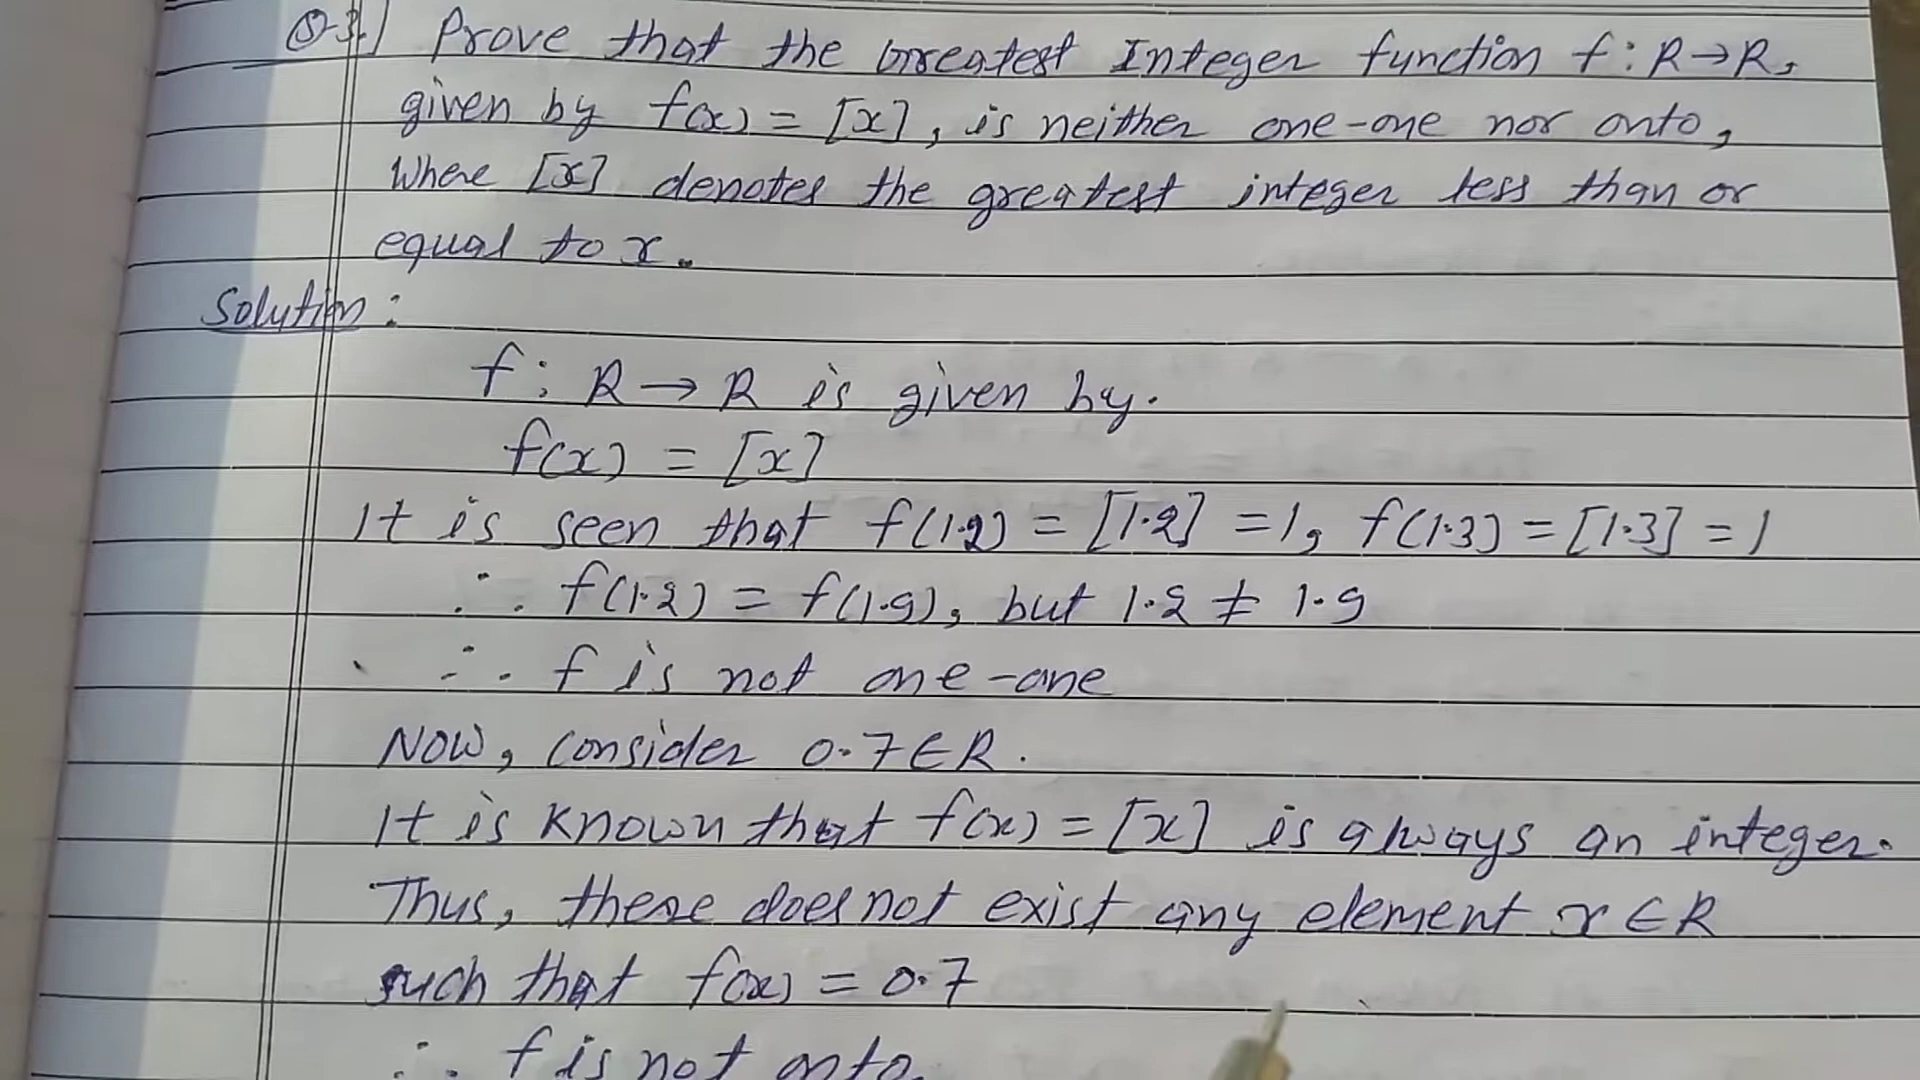 Q-3.) Prove that the Greatest Integer function f : R→R,
given by f(x) = [x], is neither one-one nor onto,
Where [x] denotes the greatest integer less than or
equal to x.
Solution :
f : R → R is given by.
f(x) = [x]
It is seen that f(1.2) = [1.2] = 1, f(1.3) = [1.3] = 1
∴ f(1.2) = f(1.9), but 1.2 ≠ 1.9
∴ f is not one-one
Now, consider 0.7 ∈ R.
It is known that f(x) = [x] is always an integer.
Thus, there does not exist any element x ∈ R
such that f(x) = 0.7
∴ f is not onto.